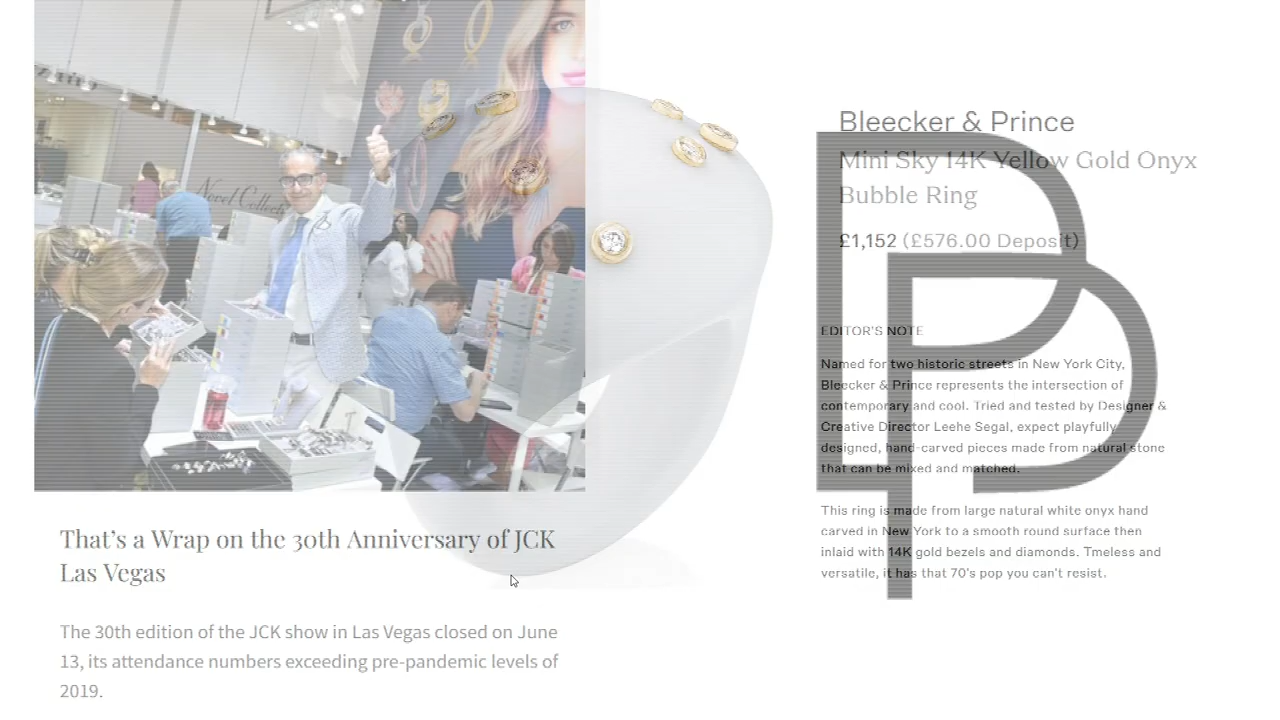 Novel Collec
That's a Wrap on the 30th Anniversary of JCK
Las Vegas
The 30th edition of the JCK show in Las Vegas closed on June
13, its attendance numbers exceeding pre-pandemic levels of
2019.
Bleecker & Prince
Mini Sky 14K Yellow Gold Onyx
Bubble Ring
£1,152 (£576.00 Deposit)
EDITOR'S NOTE
Named for two historic streets in New York City,
Bleecker & Prince represents the intersection of
contemporary and cool. Tried and tested by Designer &
Creative Director Leehe Segal, expect playfully
designed, hand-carved pieces made from natural stone
that can be mixed and matched.
This ring is made from large natural white onyx hand
carved in New York to a smooth round surface then
inlaid with 14K gold bezels and diamonds. Tmeless and
versatile, it has that 70's pop you can't resist.